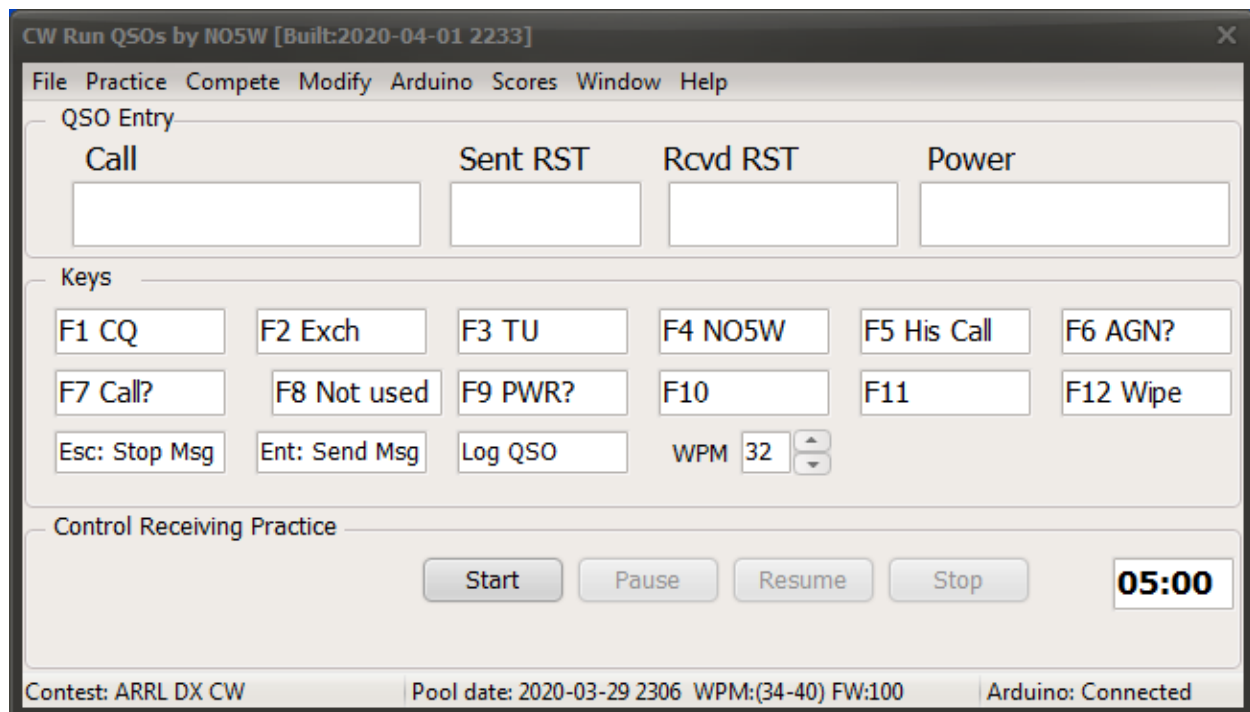 CW Run QSOs by NO5W [Built:2020-04-01 2233]
File Practice Compete Modify Arduino Scores Window Help
QSO Entry
Call Sent RST Rcvd RST Power
Keys
F1 CQ F2 Exch F3 TU F4 NO5W F5 His Call F6 AGN?
F7 Call? F8 Not used F9 PWR? F10 F11 F12 Wipe
Esc: Stop Msg Ent: Send Msg Log QSO WPM 32
Control Receiving Practice
Start Pause Resume Stop 05:00
Contest: ARRL DX CW Pool date: 2020-03-29 2306 WPM:(34-40) FW:100 Arduino: Connected